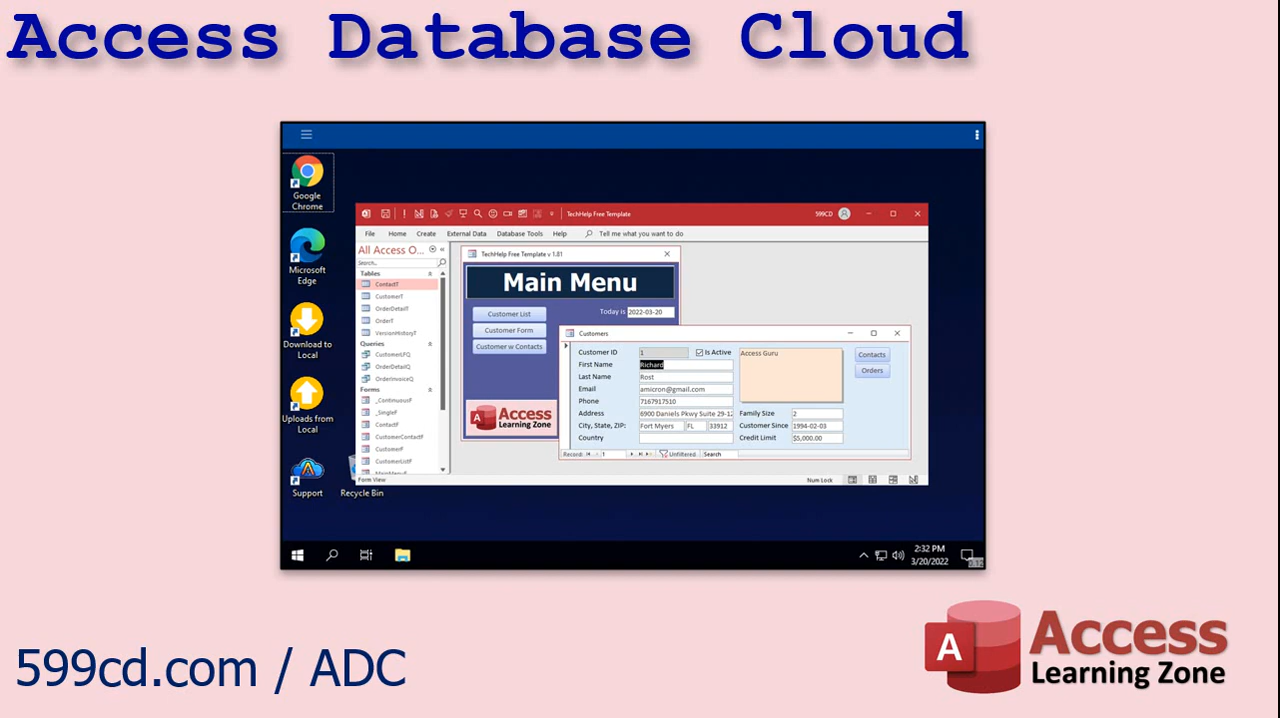 Access Database Cloud
Google
Chrome
Microsoft
Edge
Download to
Local
Uploads from
Local
Support
Recycle Bin
TechHelp Free Template
599CD
File Home Create External Data Database Tools Help Tell me what you want to do
All Access O...
Search...
Tables
ContactT
CustomerT
OrderDetailT
OrderT
VersionHistoryT
Queries
CustomerLFQ
OrderDetailQ
OrderInvoiceQ
Forms
_ContinuousF
_SingleF
ContactF
CustomerContactF
CustomerF
CustomerListF
MainMenuF
Form View
Num Lock
TechHelp Free Template v 1.81
Main Menu
Customer List
Customer Form
Customer w Contacts
Today is 2022-03-20
Access
Learning Zone
Customers
Customer ID 1 Is Active
First Name Richard
Last Name Rost
Email amicron@gmail.com
Phone 7167917510
Address 6900 Daniels Pkwy Suite 29-12
City, State, ZIP: Fort Myers FL 33912
Country
Access Guru
Family Size 2
Customer Since 1994-02-03
Credit Limit $5,000.00
Contacts
Orders
Record: 1 Unfiltered Search
2:32 PM
3/20/2022
599cd.com / ADC
A
Access
Learning Zone